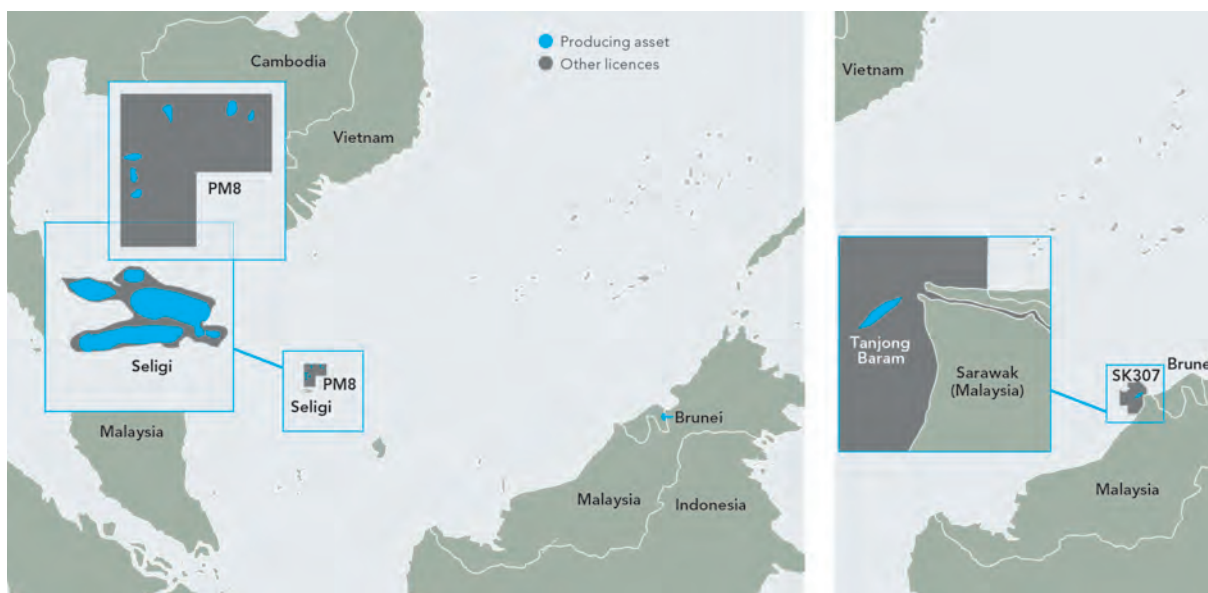 Producing asset
Other licences
Cambodia
Vietnam
PM8
Seligi
PM8
Seligi
Malaysia
Brunei
Malaysia
Indonesia
Vietnam
Tanjong
Baram
Sarawak
(Malaysia)
SK307
Brunei
Malaysia